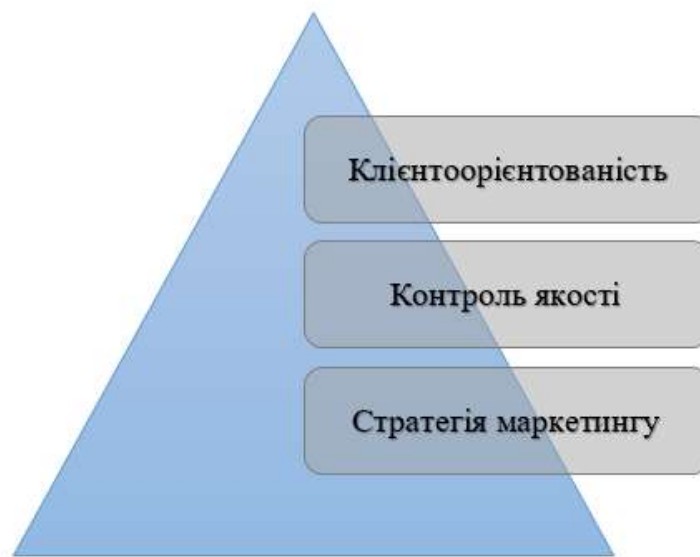 Клієнтоорієнтованість
Контроль якості
Стратегія маркетингу